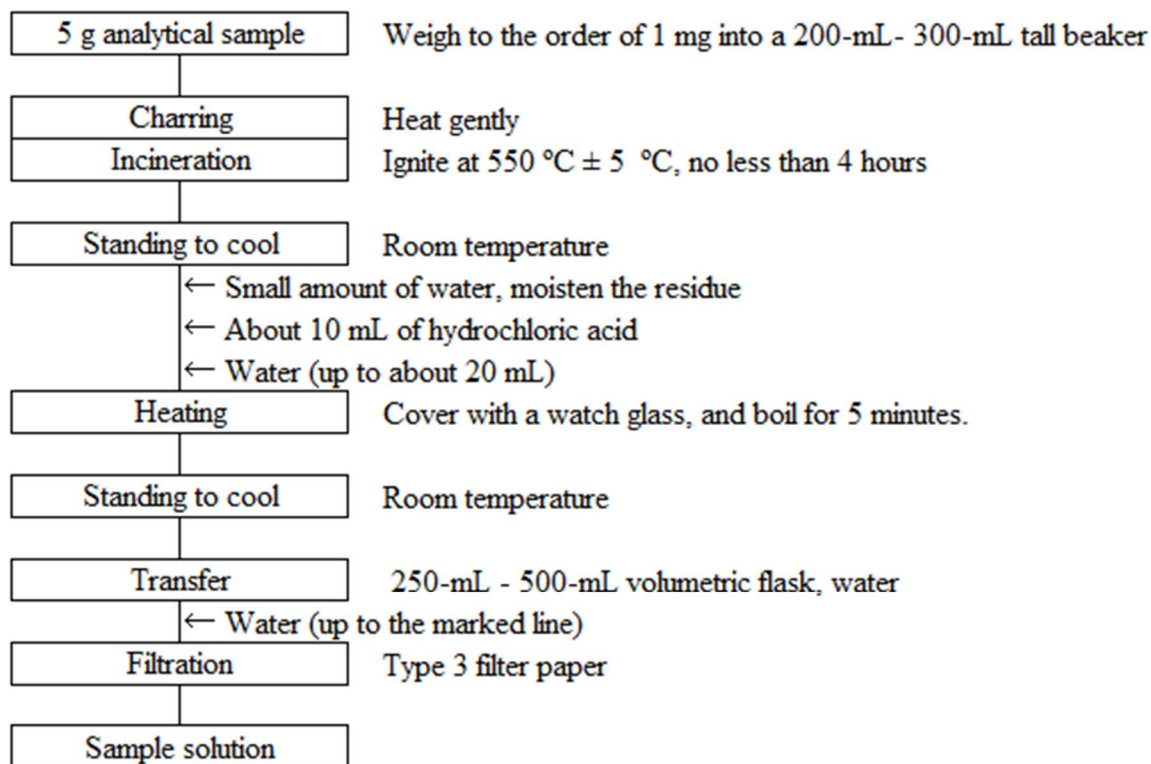 5 g analytical sample Weigh to the order of 1 mg into a 200-mL- 300-mL tall beaker
Charring Heat gently
Incineration Ignite at 550 ºC ± 5 ºC, no less than 4 hours
Standing to cool Room temperature
← Small amount of water, moisten the residue
← About 10 mL of hydrochloric acid
← Water (up to about 20 mL)
Heating Cover with a watch glass, and boil for 5 minutes.
Standing to cool Room temperature
Transfer 250-mL - 500-mL volumetric flask, water
← Water (up to the marked line)
Filtration Type 3 filter paper
Sample solution